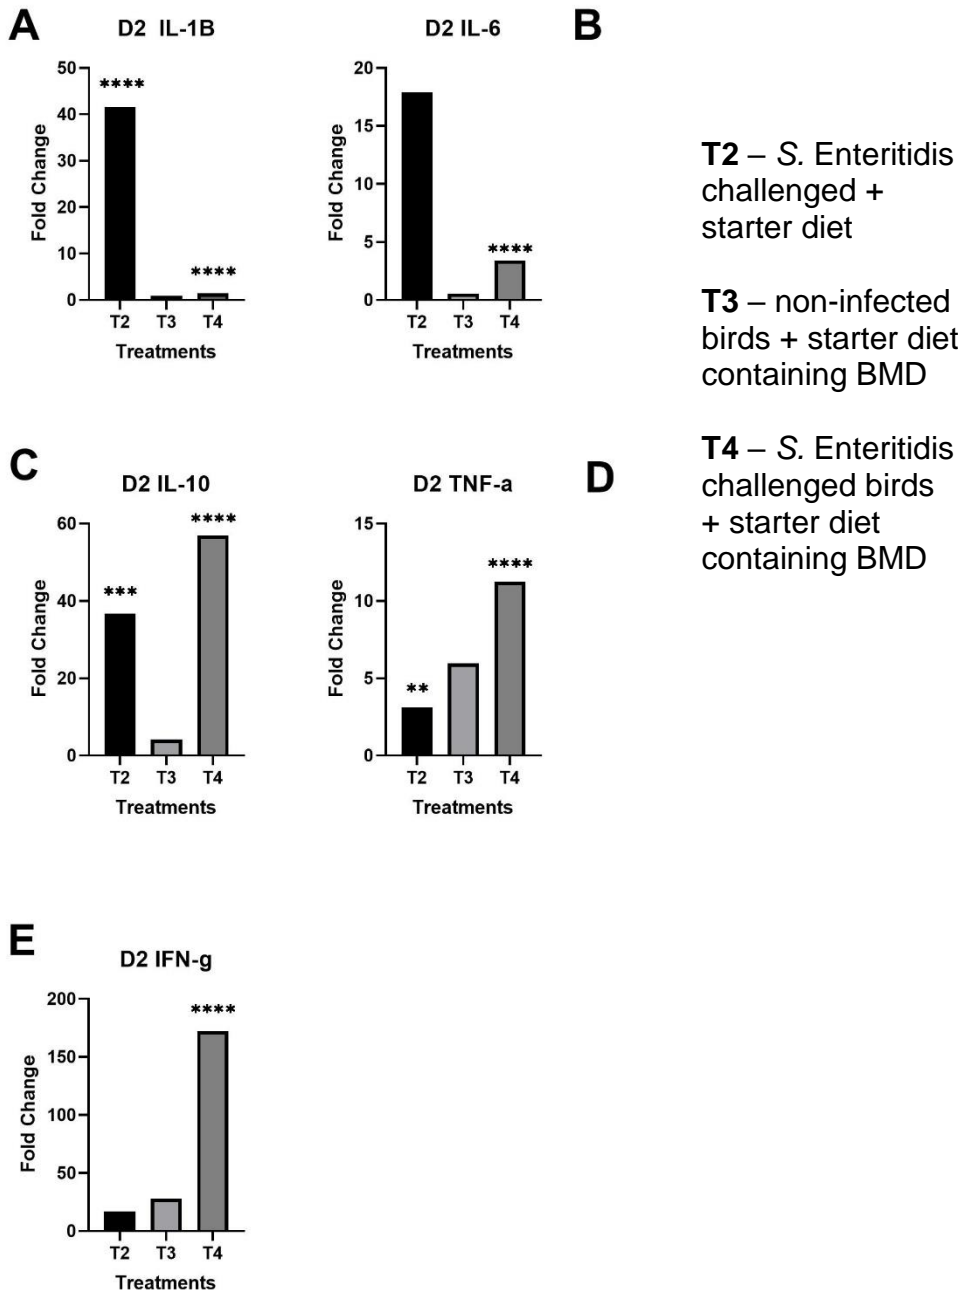 A
D2 IL-1B
Fold Change
50
40
30
20
10
0
****
****
T2 T3 T4
Treatments
B
D2 IL-6
Fold Change
20
15
10
5
0
****
T2 T3 T4
Treatments
T2 – S. Enteritidis
challenged +
starter diet
T3 – non-infected
birds + starter diet
containing BMD
T4 – S. Enteritidis
challenged birds
+ starter diet
containing BMD
C
D2 IL-10
Fold Change
60
40
20
0
***
****
T2 T3 T4
Treatments
D
D2 TNF-a
Fold Change
15
10
5
0
**
****
T2 T3 T4
Treatments
E
D2 IFN-g
Fold Change
200
150
100
50
0
****
T2 T3 T4
Treatments